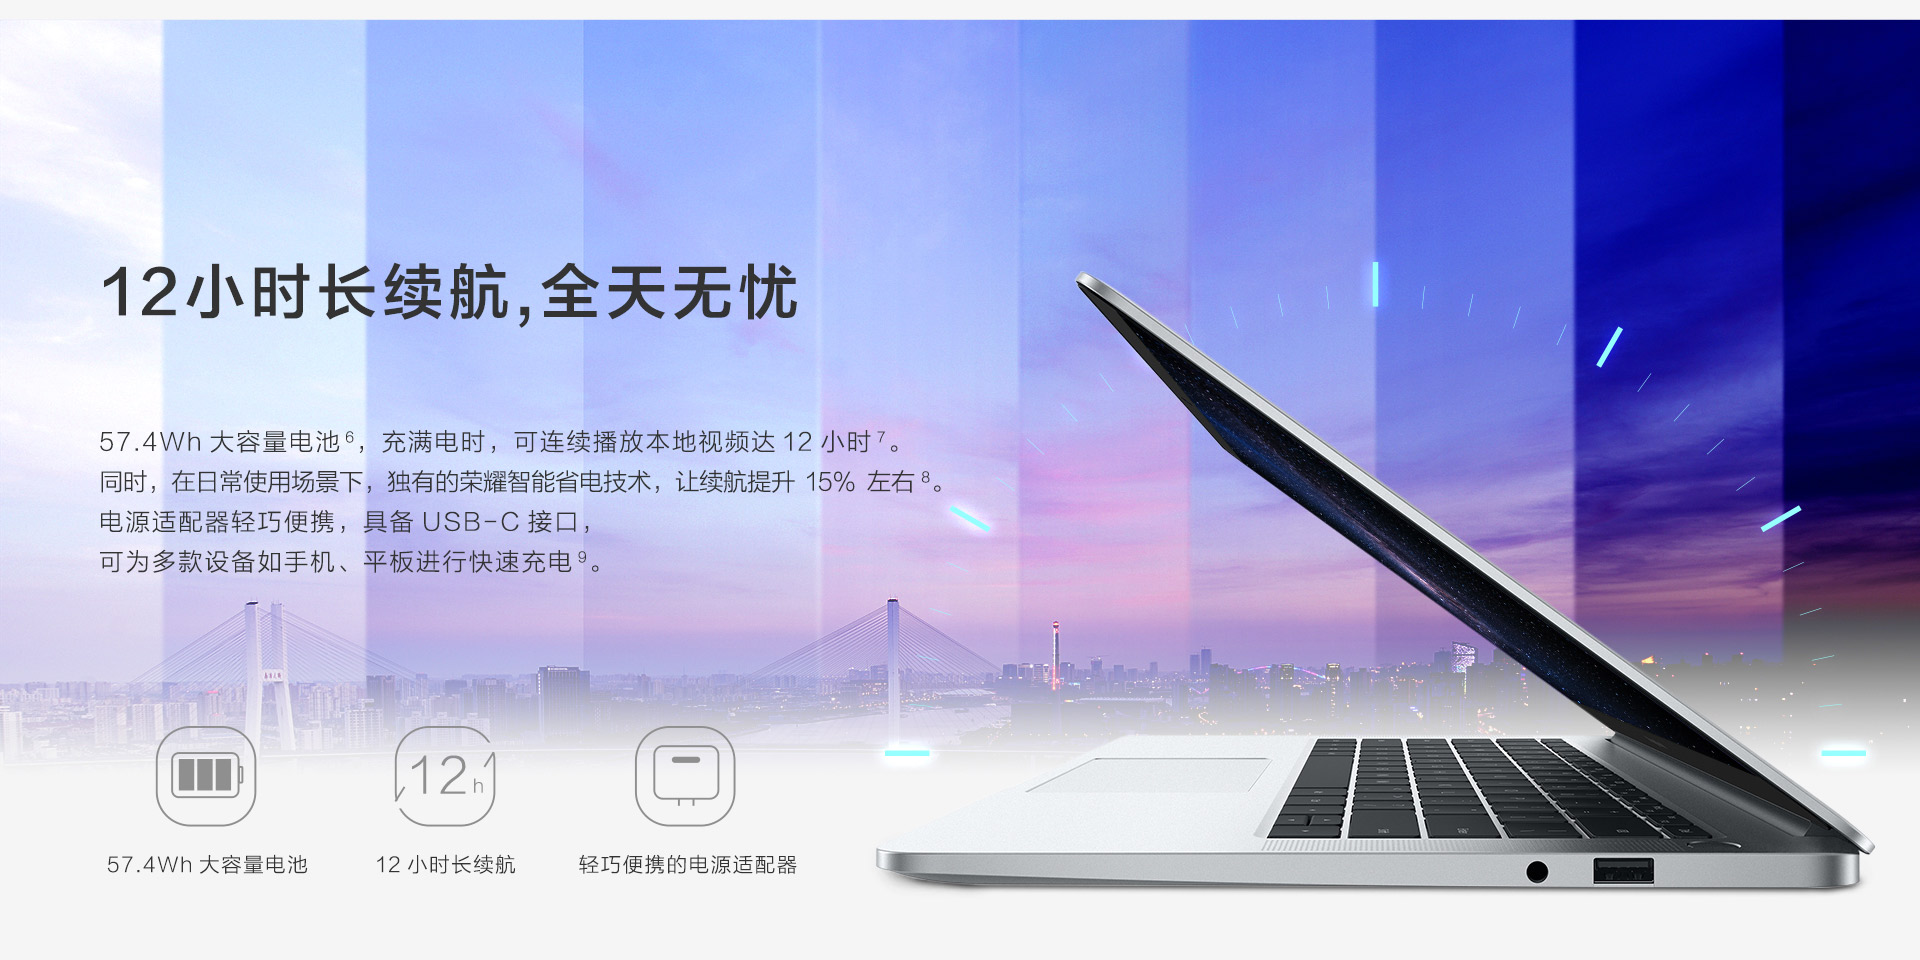 12小时长续航,全天无忧
57.4Wh 大容量电池⁶，充满电时，可连续播放本地视频达 12 小时⁷。
同时，在日常使用场景下，独有的荣耀智能省电技术，让续航提升 15% 左右⁸。
电源适配器轻巧便携，具备 USB-C 接口，
可为多款设备如手机、平板进行快速充电⁹。
12h
57.4Wh 大容量电池
12 小时长续航
轻巧便携的电源适配器